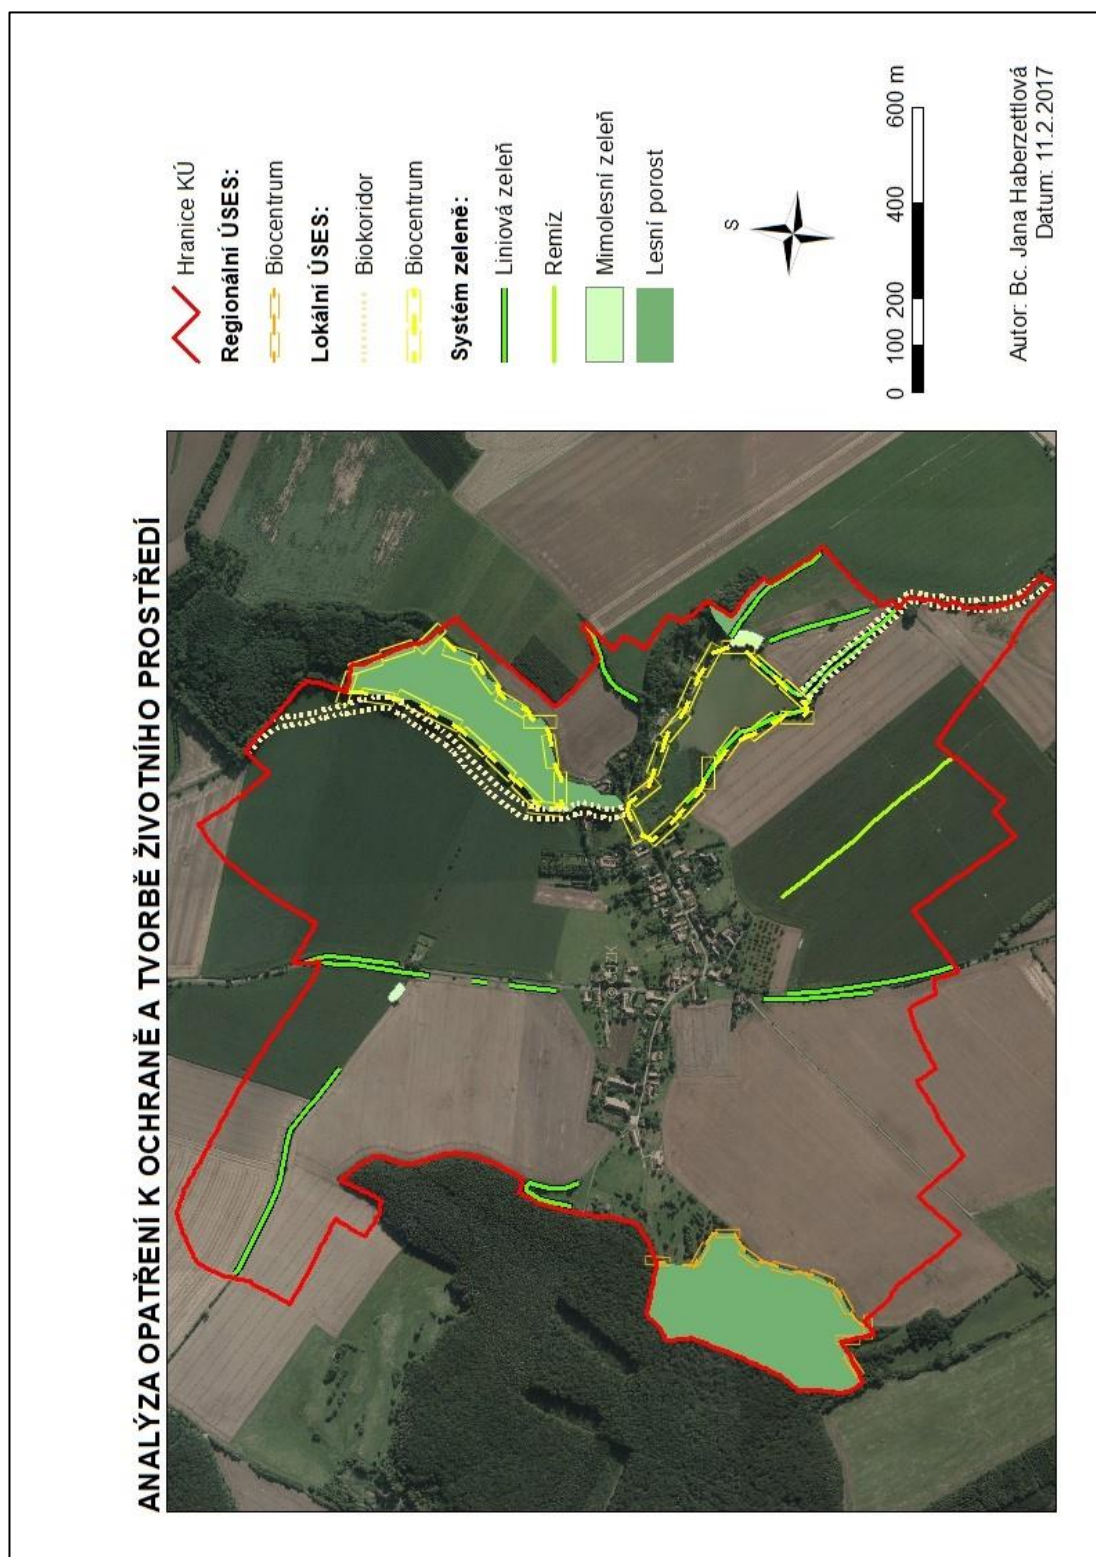 ANALÝZA OPATŘENÍ K OCHRANĚ A TVORBĚ ŽIVOTNÍHO PROSTŘEDÍ
Hranice KÚ
Regionální ÚSES:
Biocentrum
Lokální ÚSES:
Biokoridor
Biocentrum
Systém zeleně:
Liniová zeleň
Remíz
Mimolesní zeleň
Lesní porost
S
0 100 200 400 600 m
Autor: Bc. Jana Haberzettlová
Datum: 11.2.2017